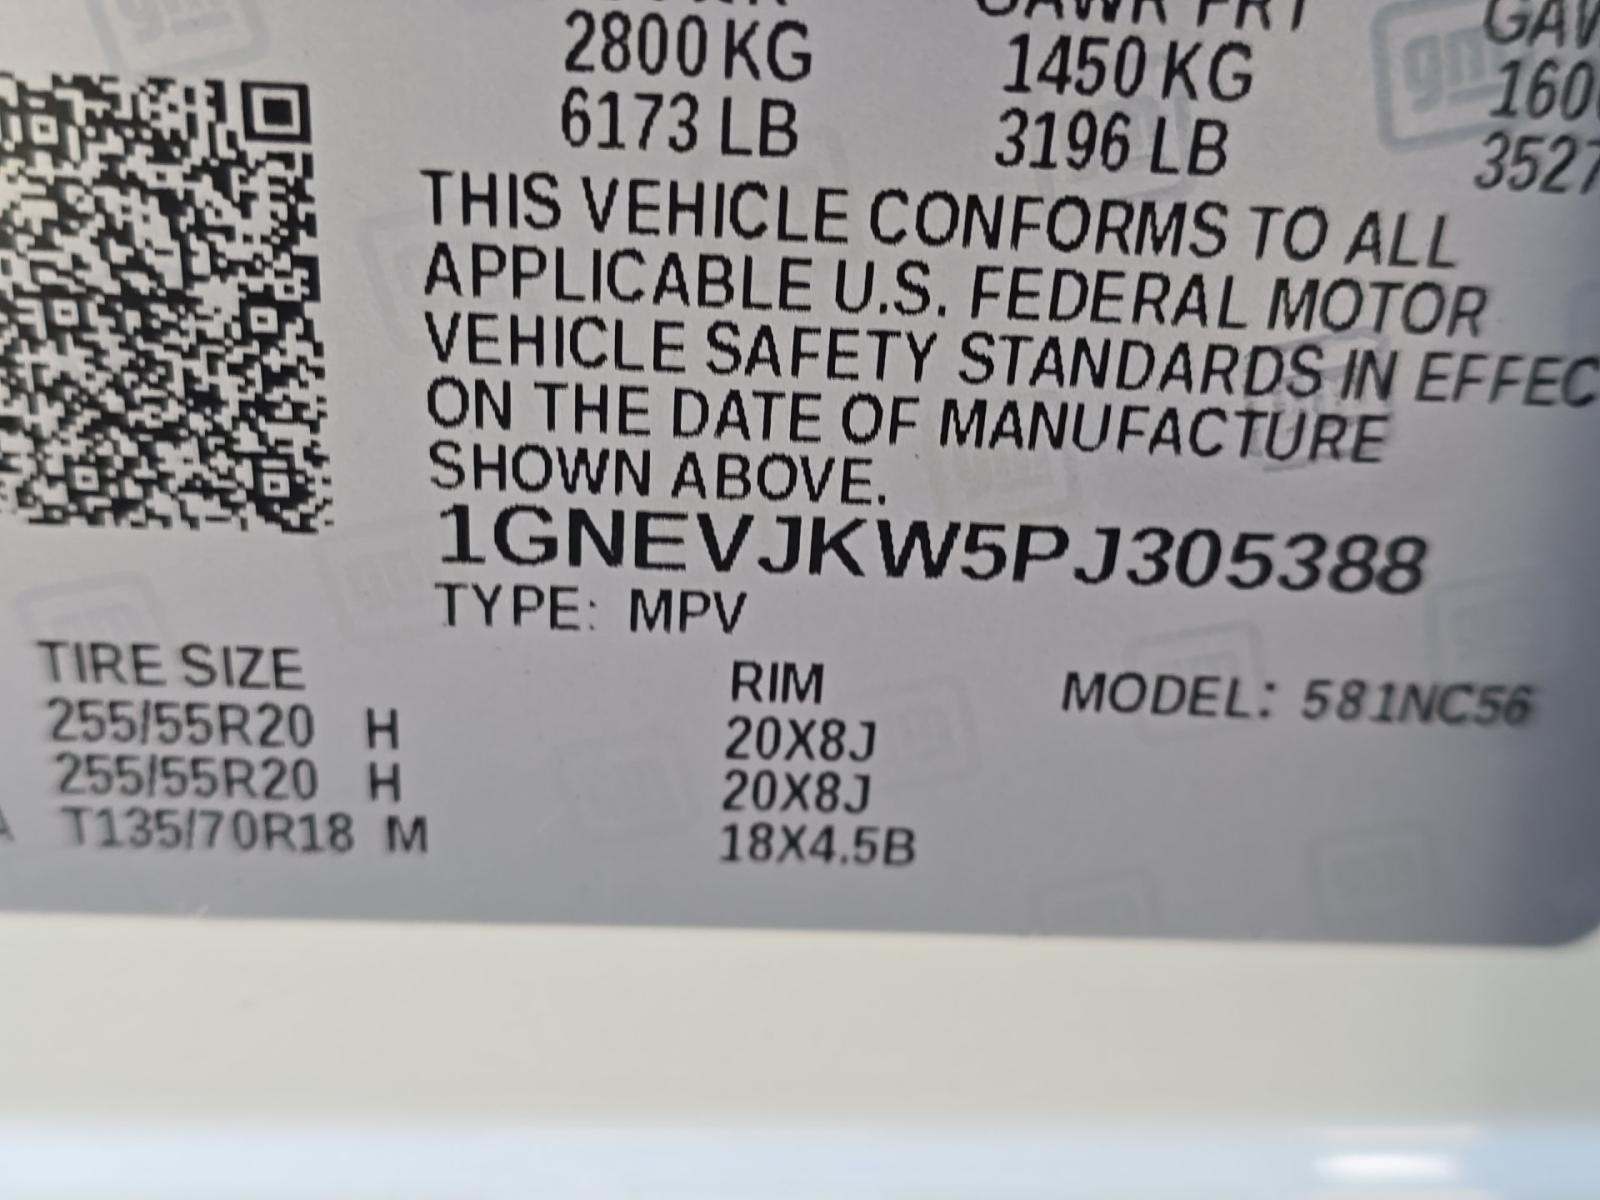 2800 KG 1450 KG
6173 LB 3196 LB
THIS VEHICLE CONFORMS TO ALL
APPLICABLE U.S. FEDERAL MOTOR
VEHICLE SAFETY STANDARDS IN EFFEC
ON THE DATE OF MANUFACTURE
SHOWN ABOVE.
1GNEVJKW5PJ305388
TYPE: MPV
TIRE SIZE RIM MODEL: 581NC56
255/55R20 H 20X8J
255/55R20 H 20X8J
T135/70R18 M 18X4.5B
gm